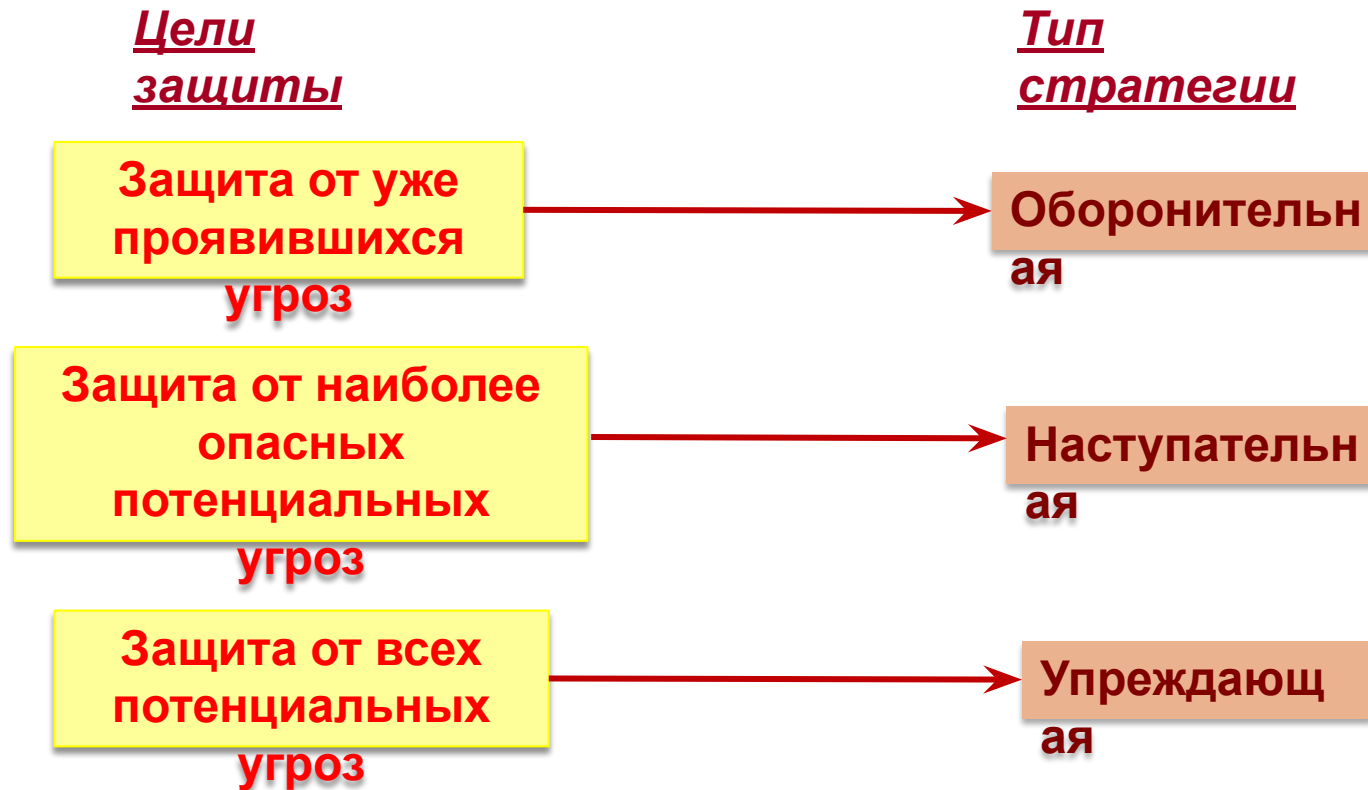 Цели
защиты
Тип
стратегии
Защита от уже
проявившихся
угроз
Оборонительн
ая
Защита от наиболее
опасных
потенциальных
угроз
Наступательн
ая
Защита от всех
потенциальных
угроз
Упреждающ
ая